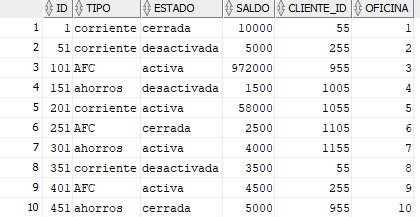 ID TIPO ESTADO SALDO CLIENTE_ID OFICINA
1 1 corriente cerrada 10000 55 1
2 51 corriente desactivada 5000 255 2
3 101 AFC activa 972000 955 3
4 151 ahorros desactivada 1500 1005 4
5 201 corriente activa 58000 1055 5
6 251 AFC cerrada 2500 1105 6
7 301 ahorros activa 4000 1155 7
8 351 corriente desactivada 3500 55 8
9 401 AFC activa 4500 255 9
10 451 ahorros cerrada 5000 955 10